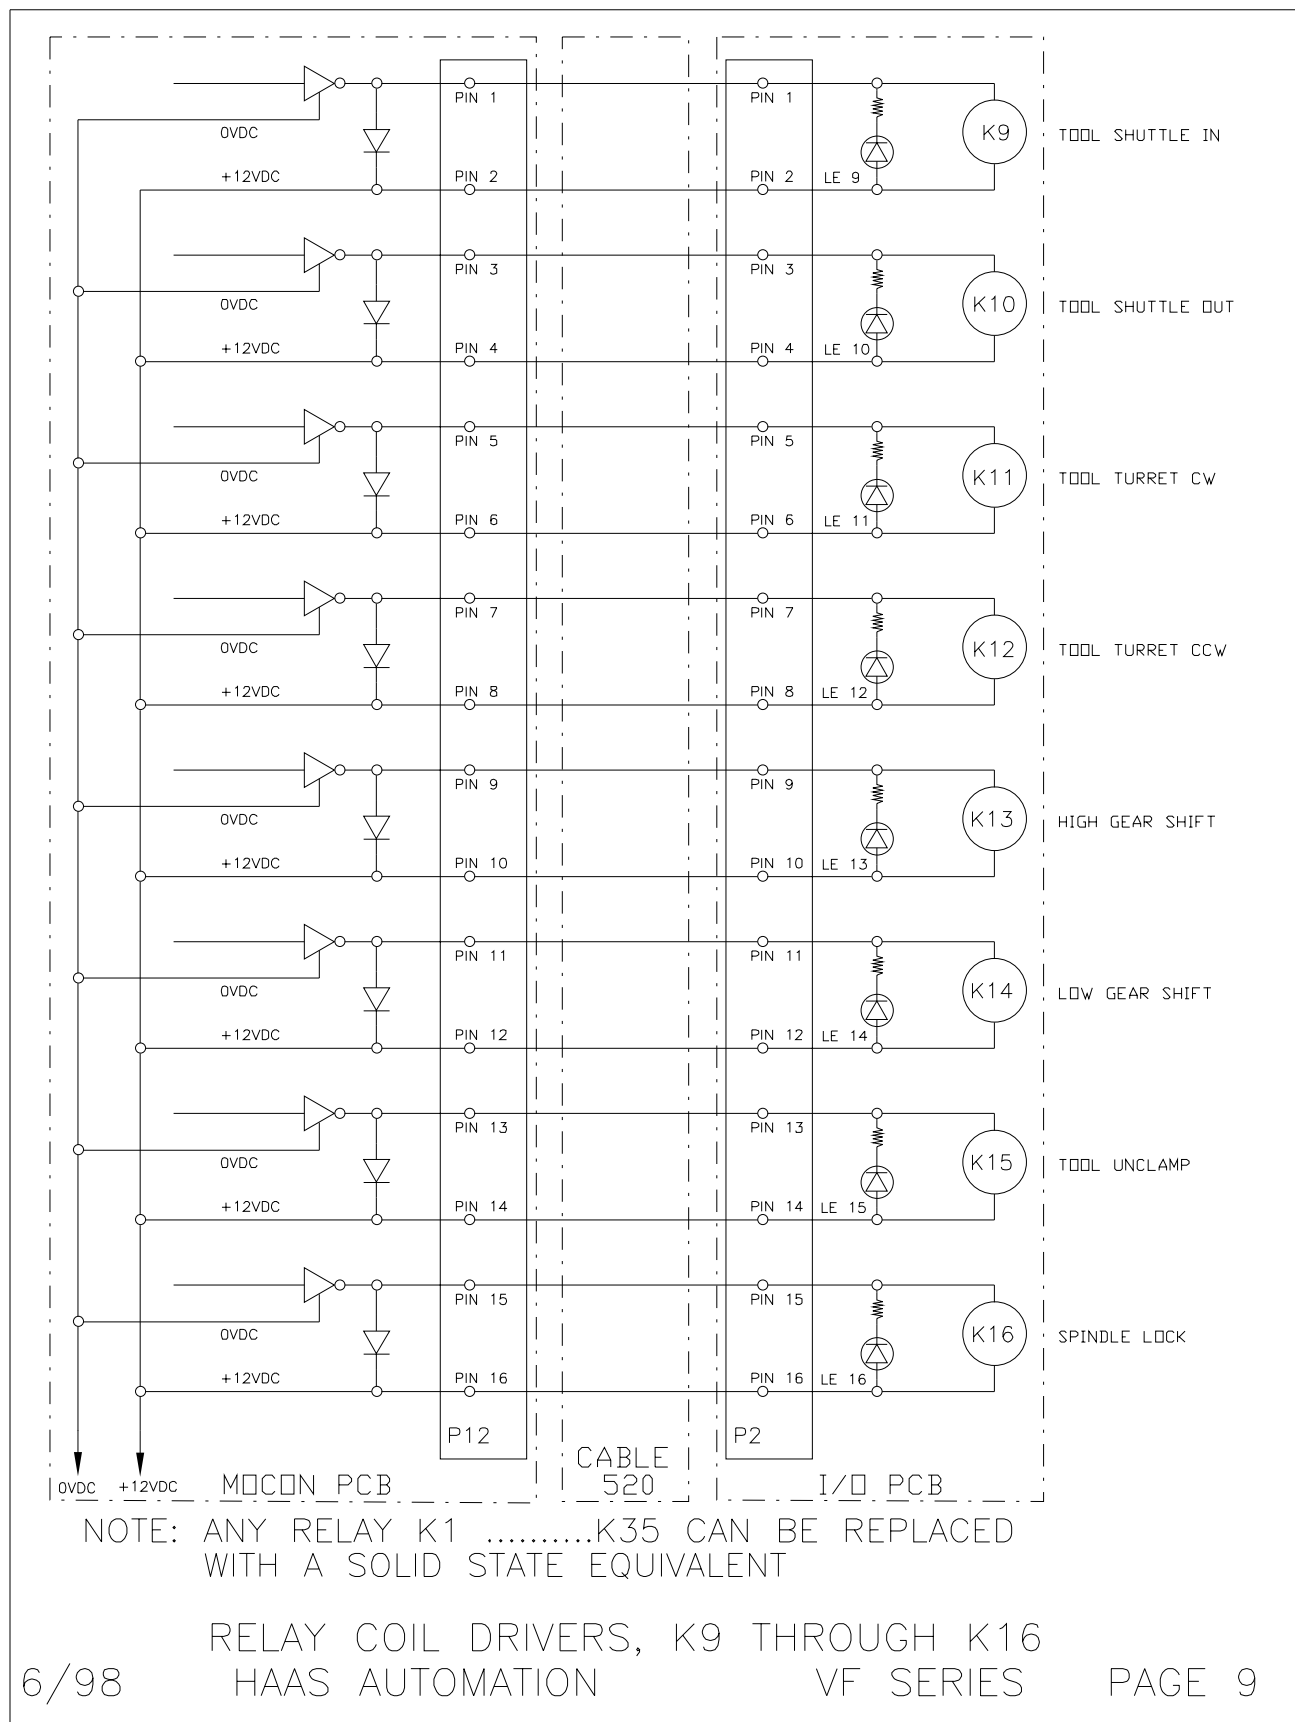 PIN 1 PIN 1
0VDC K9 TOOL SHUTTLE IN
+12VDC PIN 2 PIN 2 LE 9
PIN 3 PIN 3
0VDC K10 TOOL SHUTTLE OUT
+12VDC PIN 4 PIN 4 LE 10
PIN 5 PIN 5
0VDC K11 TOOL TURRET CW
+12VDC PIN 6 PIN 6 LE 11
PIN 7 PIN 7
0VDC K12 TOOL TURRET CCW
+12VDC PIN 8 PIN 8 LE 12
PIN 9 PIN 9
0VDC K13 HIGH GEAR SHIFT
+12VDC PIN 10 PIN 10 LE 13
PIN 11 PIN 11
0VDC K14 LOW GEAR SHIFT
+12VDC PIN 12 PIN 12 LE 14
PIN 13 PIN 13
0VDC K15 TOOL UNCLAMP
+12VDC PIN 14 PIN 14 LE 15
PIN 15 PIN 15
0VDC K16 SPINDLE LOCK
+12VDC PIN 16 PIN 16 LE 16
P12 P2
CABLE
0VDC +12VDC MOCON PCB 520 I/O PCB
NOTE: ANY RELAY K1 ..........K35 CAN BE REPLACED
WITH A SOLID STATE EQUIVALENT
RELAY COIL DRIVERS, K9 THROUGH K16
6/98 HAAS AUTOMATION VF SERIES PAGE 9